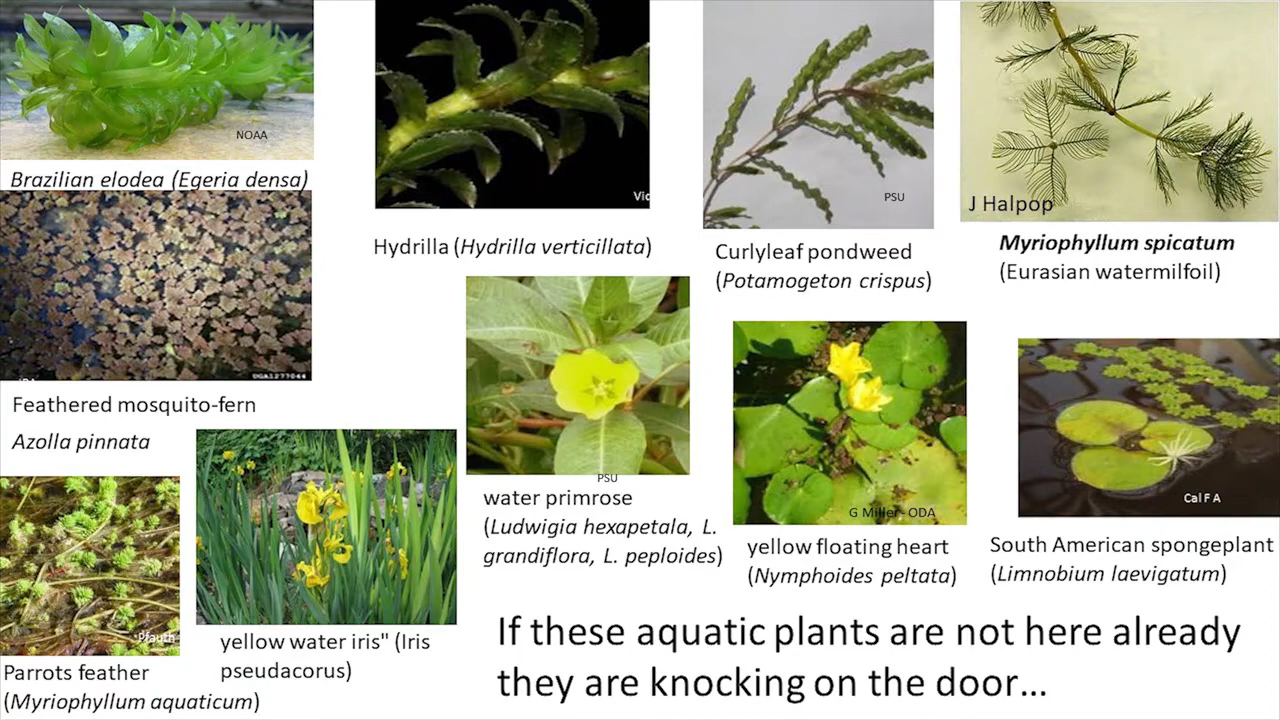 NOAA
Brazilian elodea (Egeria densa)
Hydrilla (Hydrilla verticillata)
PSU
Curlyleaf pondweed
(Potamogeton crispus)
J Halpop
Myriophyllum spicatum
(Eurasian watermilfoil)
UGA1277044
Feathered mosquito-fern
Azolla pinnata
Pfauth
Parrots feather
(Myriophyllum aquaticum)
yellow water iris" (Iris
pseudacorus)
PSU
water primrose
(Ludwigia hexapetala, L.
grandiflora, L. peploides)
G Miller - ODA
yellow floating heart
(Nymphoides peltata)
Cal F A
South American spongeplant
(Limnobium laevigatum)
If these aquatic plants are not here already
they are knocking on the door...